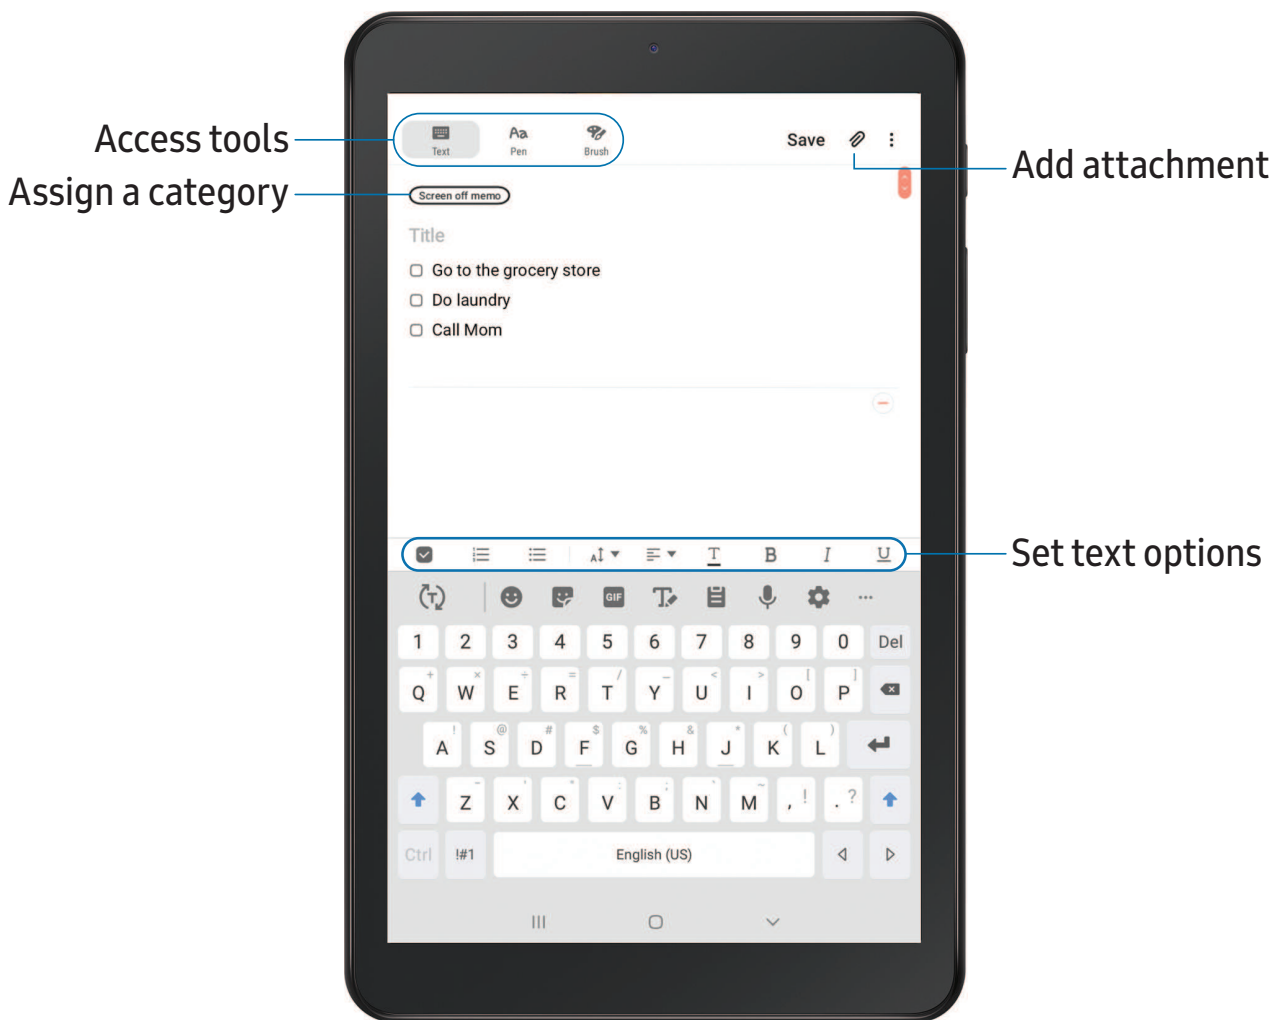 Access tools
Assign a category
Add attachment
Set text options
Text
Aa
Pen
Brush
Save
Screen off memo
Title
Go to the grocery store
Do laundry
Call Mom
A T B I U
T GIF T
1 2 3 4 5 6 7 8 9 0 Del
+ × ÷ = / _ < > [ ]
Q W E R T Y U I O P
! @ # $ % & * ( )
A S D F G H J K L
- ' " : ; , ?
Z X C V B N M , ! . ?
Ctrl !#1 English (US)